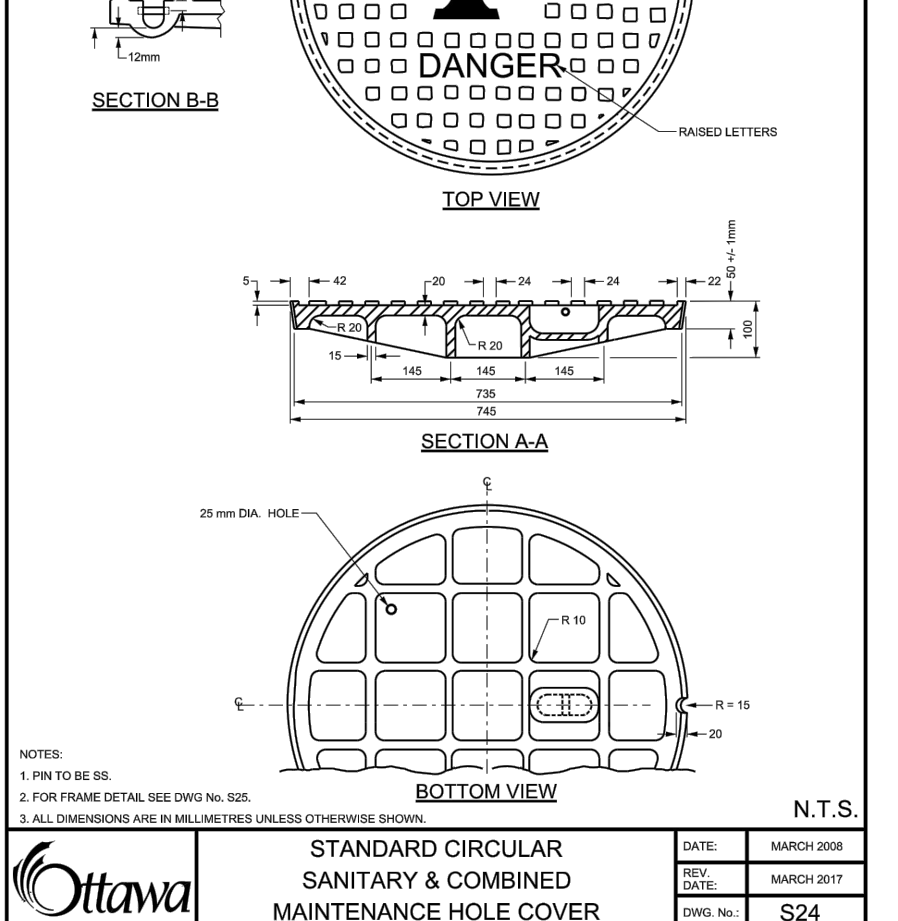 12mm
SECTION B-B
DANGER
RAISED LETTERS
TOP VIEW
50 +/- 1mm
5 42 20 24 24 22
R 20
R 20
100
15
145 145 145
735
745
SECTION A-A
℄
25 mm DIA. HOLE
R 10
℄
R = 15
20
NOTES:
1. PIN TO BE SS.
2. FOR FRAME DETAIL SEE DWG No. S25.
3. ALL DIMENSIONS ARE IN MILLIMETRES UNLESS OTHERWISE SHOWN.
BOTTOM VIEW
N.T.S.
Ottawa
STANDARD CIRCULAR
SANITARY & COMBINED
MAINTENANCE HOLE COVER
DATE: MARCH 2008
REV.
DATE: MARCH 2017
DWG. No.: S24